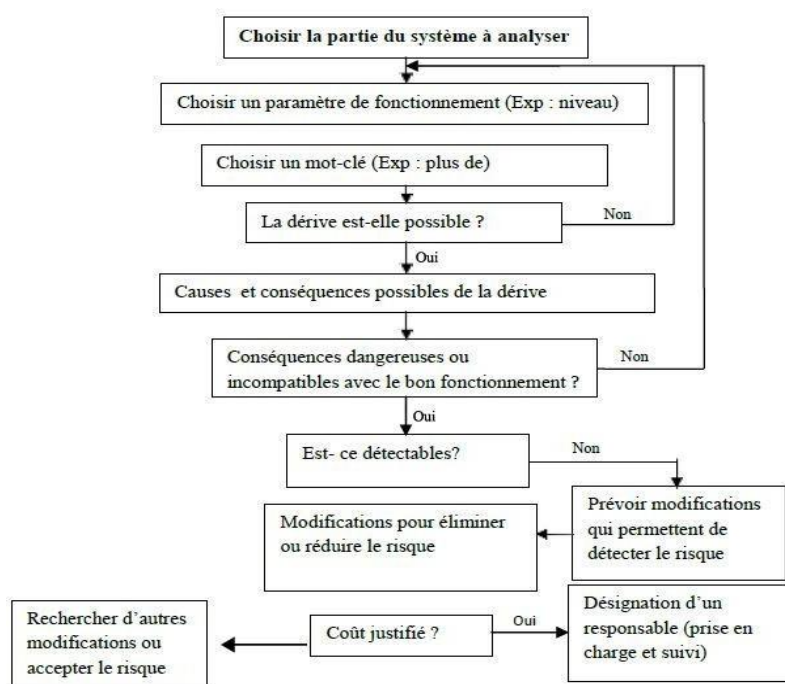 Choisir la partie du système à analyser
Choisir un paramètre de fonctionnement (Exp : niveau)
Choisir un mot-clé (Exp : plus de)
La dérive est-elle possible ?
Non
Oui
Causes et conséquences possibles de la dérive
Conséquences dangereuses ou
incompatibles avec le bon fonctionnement ?
Non
Oui
Est- ce détectables?
Non
Prévoir modifications
qui permettent de
détecter le risque
Modifications pour éliminer
ou réduire le risque
Rechercher d'autres
modifications ou
accepter le risque
Coût justifié ?
Oui
Désignation d'un
responsable (prise en
charge et suivi)